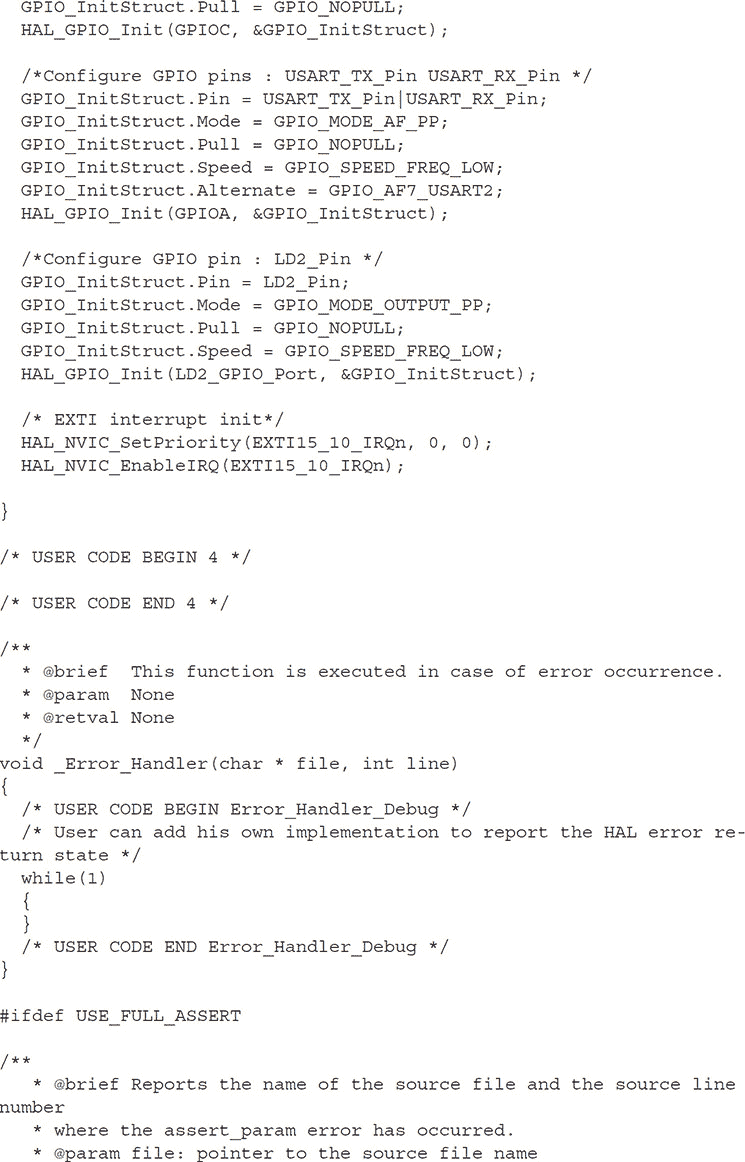 GPIO_InitStruct.Pull = GPIO_NOPULL;
  HAL_GPIO_Init(GPIOC, &GPIO_InitStruct);

  /*Configure GPIO pins : USART_TX_Pin USART_RX_Pin */
  GPIO_InitStruct.Pin = USART_TX_Pin|USART_RX_Pin;
  GPIO_InitStruct.Mode = GPIO_MODE_AF_PP;
  GPIO_InitStruct.Pull = GPIO_NOPULL;
  GPIO_InitStruct.Speed = GPIO_SPEED_FREQ_LOW;
  GPIO_InitStruct.Alternate = GPIO_AF7_USART2;
  HAL_GPIO_Init(GPIOA, &GPIO_InitStruct);

  /*Configure GPIO pin : LD2_Pin */
  GPIO_InitStruct.Pin = LD2_Pin;
  GPIO_InitStruct.Mode = GPIO_MODE_OUTPUT_PP;
  GPIO_InitStruct.Pull = GPIO_NOPULL;
  GPIO_InitStruct.Speed = GPIO_SPEED_FREQ_LOW;
  HAL_GPIO_Init(LD2_GPIO_Port, &GPIO_InitStruct);

  /* EXTI interrupt init*/
  HAL_NVIC_SetPriority(EXTI15_10_IRQn, 0, 0);
  HAL_NVIC_EnableIRQ(EXTI15_10_IRQn);

}

/* USER CODE BEGIN 4 */

/* USER CODE END 4 */

/**
  * @brief  This function is executed in case of error occurrence.
  * @param  None
  * @retval None
  */
void _Error_Handler(char * file, int line)
{
  /* USER CODE BEGIN Error_Handler_Debug */
  /* User can add his own implementation to report the HAL error re-
turn state */
  while(1)
  {
  }
  /* USER CODE END Error_Handler_Debug */
}

#ifdef USE_FULL_ASSERT

/**
   * @brief Reports the name of the source file and the source line
number
   * where the assert_param error has occurred.
   * @param file: pointer to the source file name